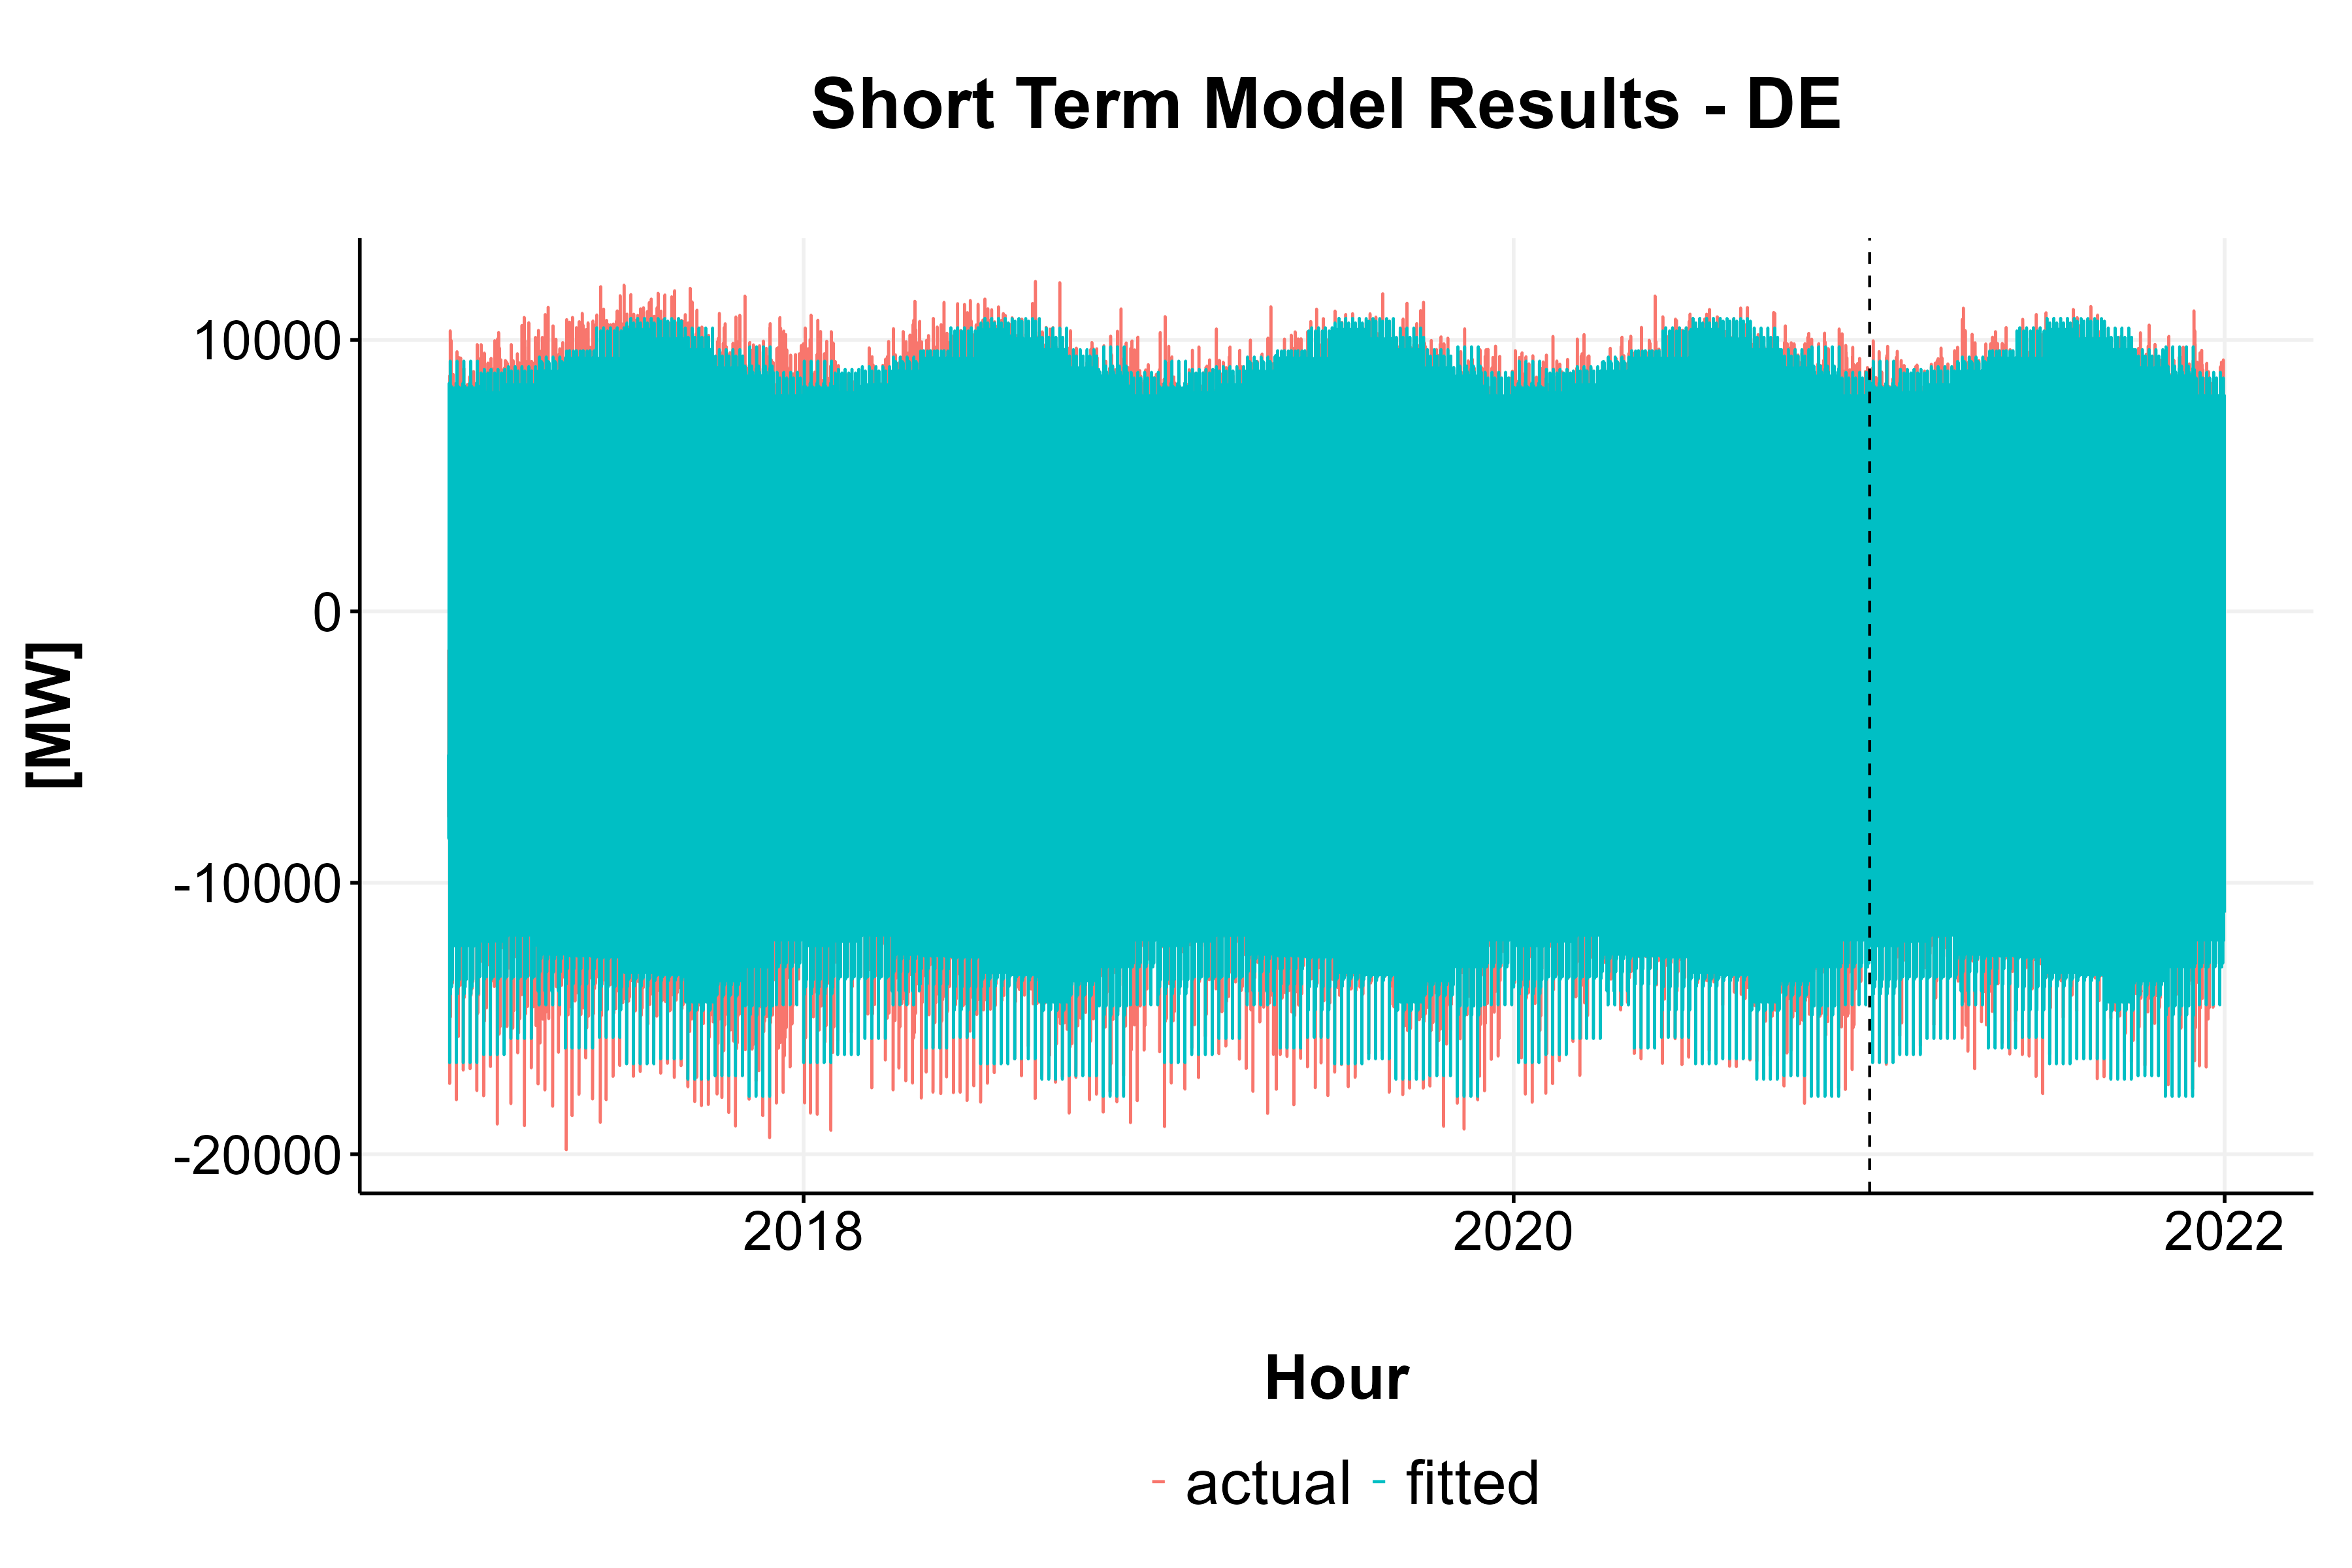 Short Term Model Results - DE
[MW]
10000
0
-10000
-20000
2018 2020 2022
Hour
actual fitted